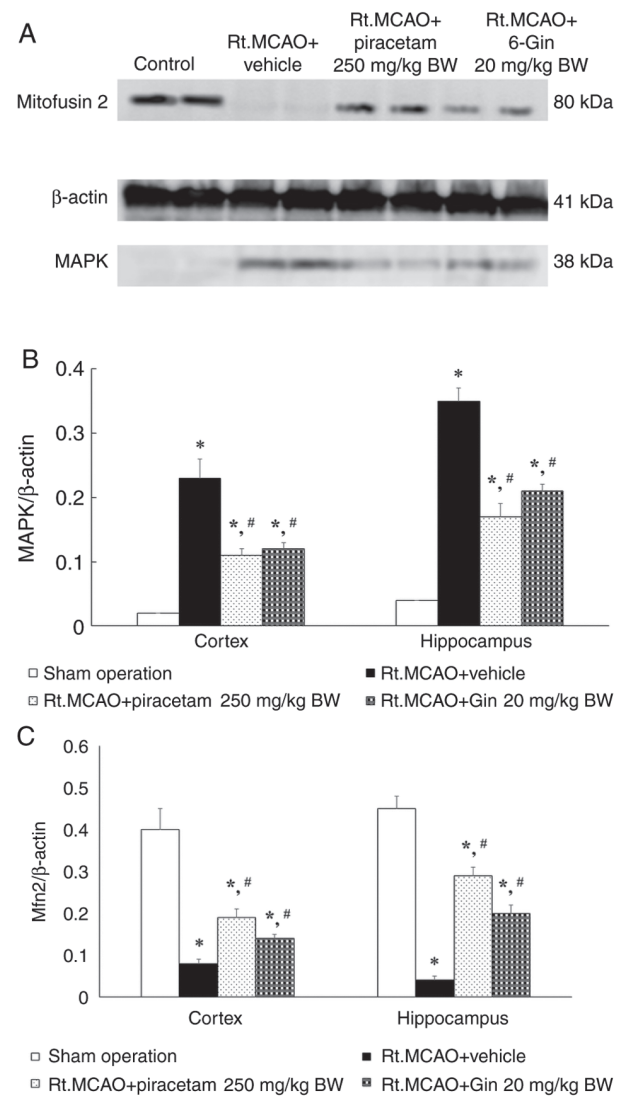 A
Control
Rt.MCAO+
vehicle
Rt.MCAO+
piracetam
250 mg/kg BW
Rt.MCAO+
6-Gin
20 mg/kg BW
Mitofusin 2
80 kDa
β-actin
41 kDa
MAPK
38 kDa
B
MAPK/β-actin
0.4
0.3
0.2
0.1
0
*
*, #
*, #
*
*, #
*, #
Cortex
Hippocampus
Sham operation
Rt.MCAO+vehicle
Rt.MCAO+piracetam 250 mg/kg BW
Rt.MCAO+Gin 20 mg/kg BW
C
Mfn2/β-actin
0.6
0.5
0.4
0.3
0.2
0.1
0
*
*, #
*, #
*
*, #
*, #
Cortex
Hippocampus
Sham operation
Rt.MCAO+vehicle
Rt.MCAO+piracetam 250 mg/kg BW
Rt.MCAO+Gin 20 mg/kg BW